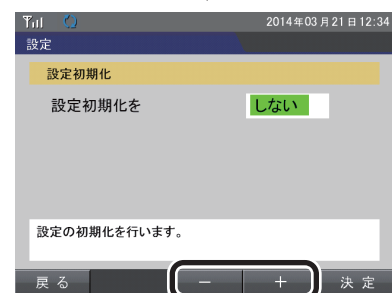 2014年03月21日12:34
設定
設定初期化
設定初期化を しない
設定の初期化を行います。
戻る － ＋ 決定